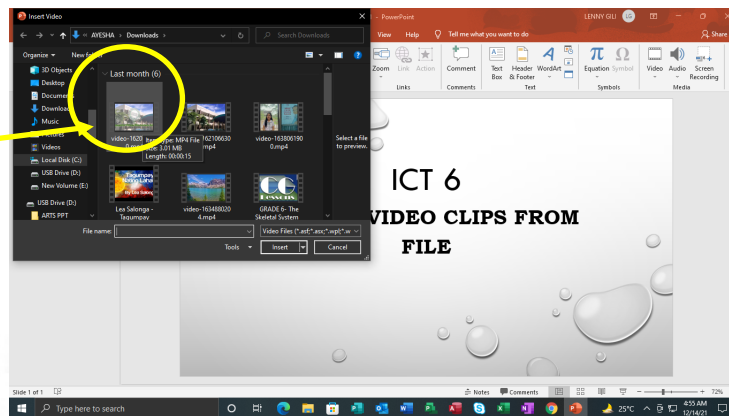 Insert Video
- PowerPoint
LENNY GILI
LG
« AYESHA › Downloads ›
Search Downloads
View Help Tell me what you want to do
Share
Organize New folder
3D Objects
Desktop
Documents
Downloads
Music
Pictures
Videos
Local Disk (C:)
USB Drive (D:)
New Volume (E:)
USB Drive (D:)
ARTS PPT
Last month (6)
video-1620
0.mp4
162106630
mp4
video-163806190
0.mp4
Item type: MP4 File
Size: 3.01 MB
Length: 00:00:15
Lea Salonga -
Tagumpay
video-163488020
4.mp4
GRADE 6- The
Skeletal System
Tagumpay
Lessons
Select a file
to preview.
File name:
Video Files (*.asf;*.asx;*.wpl;*.w
Tools Insert Cancel
Zoom Link Action
Links
Comment
Comments
Text Box Header & Footer WordArt
Text
Equation Symbol
Symbols
Video Audio Screen Recording
Media
ICT 6
VIDEO CLIPS FROM
FILE
Slide 1 of 1
Notes Comments
72%
Type here to search
25°C
4:55 AM
12/14/21